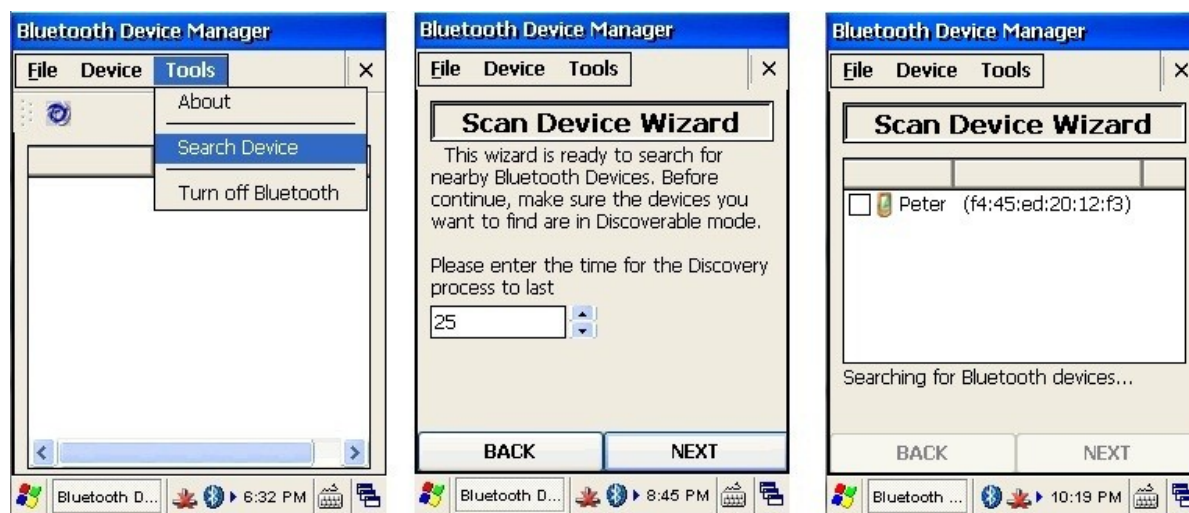 Bluetooth Device Manager
File Device Tools
About
Search Device
Turn off Bluetooth
Bluetooth D... 6:32 PM
Bluetooth Device Manager
File Device Tools
Scan Device Wizard
This wizard is ready to search for
nearby Bluetooth Devices. Before
continue, make sure the devices you
want to find are in Discoverable mode.
Please enter the time for the Discovery
process to last
25
BACK NEXT
Bluetooth D... 8:45 PM
Bluetooth Device Manager
File Device Tools
Scan Device Wizard
Peter (f4:45:ed:20:12:f3)
Searching for Bluetooth devices...
BACK NEXT
Bluetooth ... 10:19 PM